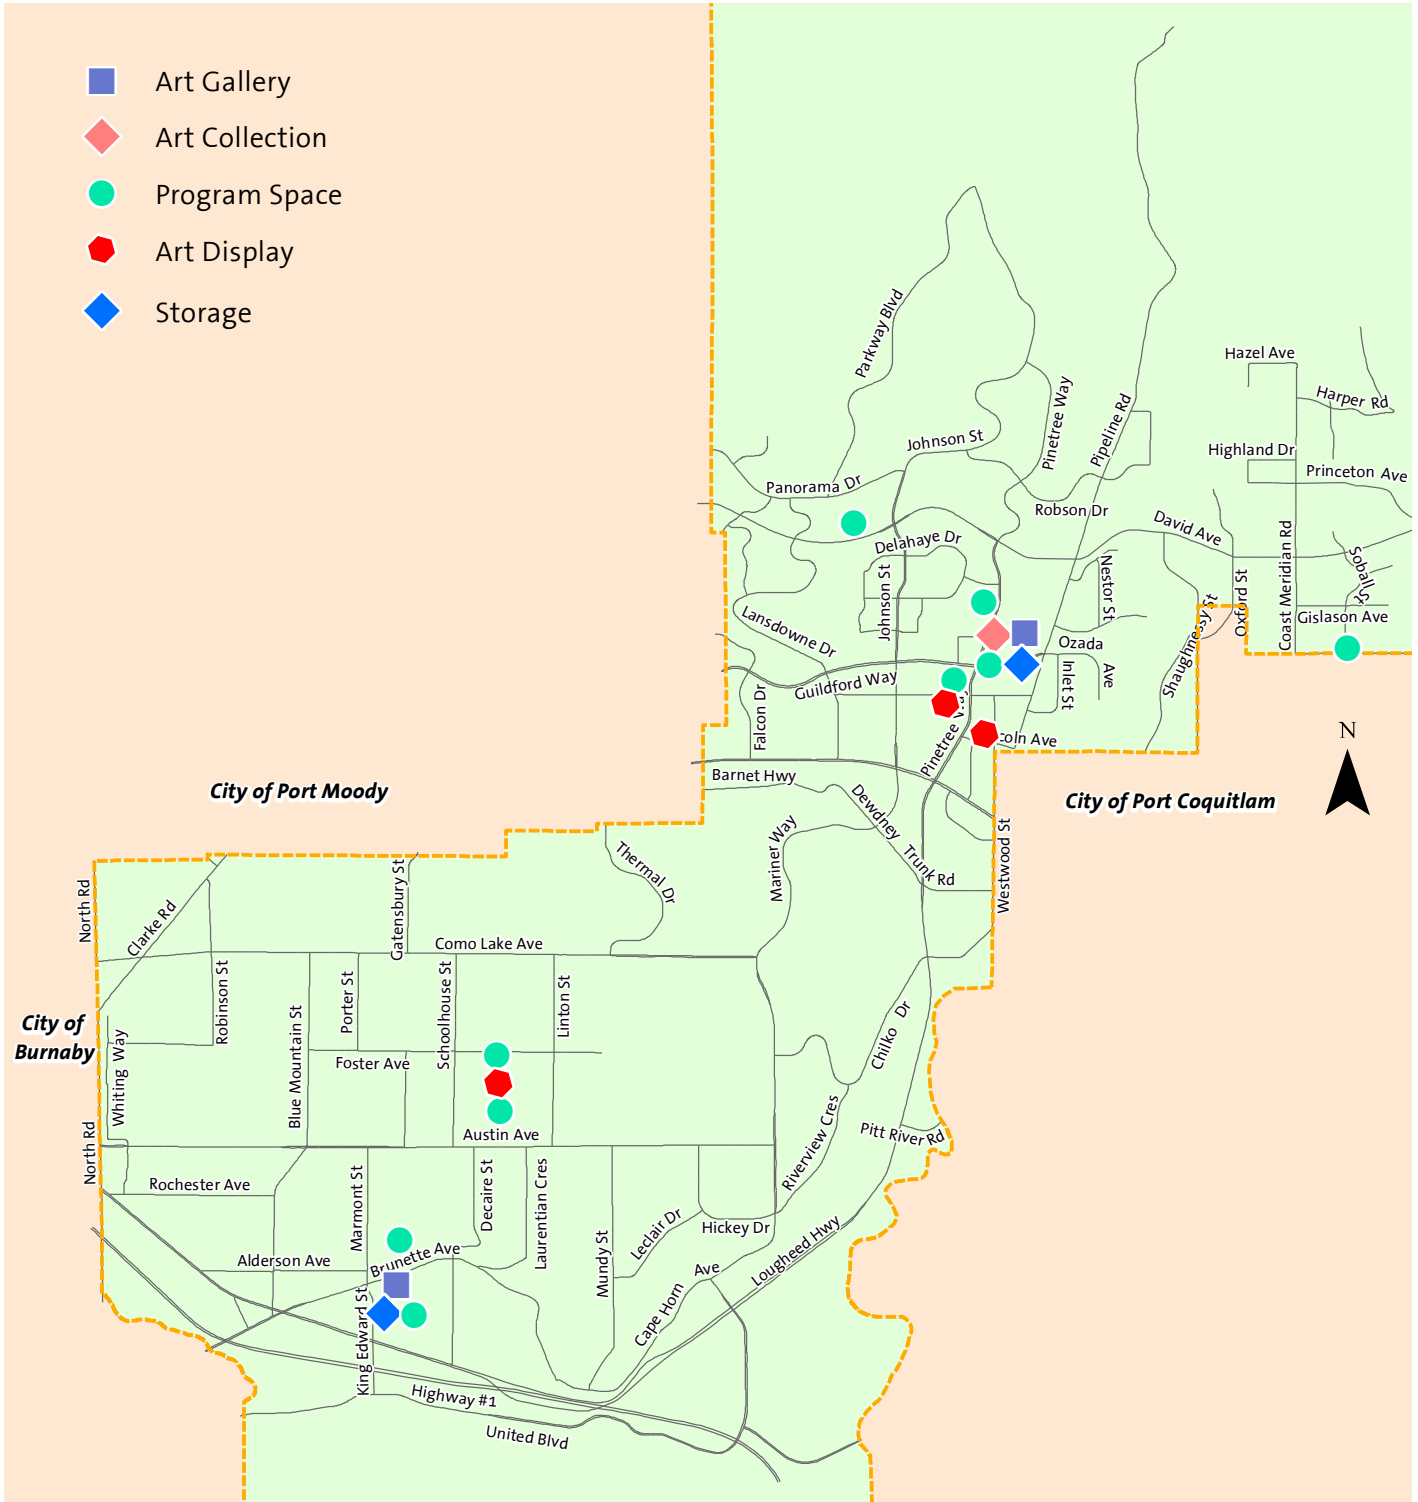 Art Gallery
Art Collection
Program Space
Art Display
Storage
Parkway Blvd
Hazel Ave
Harper Rd
Pinetree Way
Pipeline Rd
Johnson St
Highland Dr
Princeton Ave
Panorama Dr
Robson Dr
David Ave
Delahaye Dr
Coast Meridian Rd
Soball St
Nestor St
Johnson St
Oxford St
Gislason Ave
Lansdowne Dr
Shaughnessy St
Ozada
Ave
Inlet St
Guildford Way
Falcon Dr
Pinetree
coln Ave
N
Barnet Hwy
City of Port Moody
City of Port Coquitlam
Dewdney
Trunk
Rd
Mariner Way
Westwood St
Thermal Dr
North Rd
Gatensbury St
Clarke Rd
Como Lake Ave
Robinson St
Porter St
Schoolhouse St
Linton St
City of
Burnaby
Blue Mountain St
Whiting Way
Foster Ave
Chilko Dr
Riverview Cres
Pitt River Rd
Austin Ave
North Rd
Rochester Ave
Marmont St
Decaire St
Laurentian Cres
Hickey Dr
Leclair Dr
Mundy St
Lougheed Hwy
Alderson Ave
Brunette Ave
Cape Horn
Ave
King Edward St
Highway #1
United Blvd